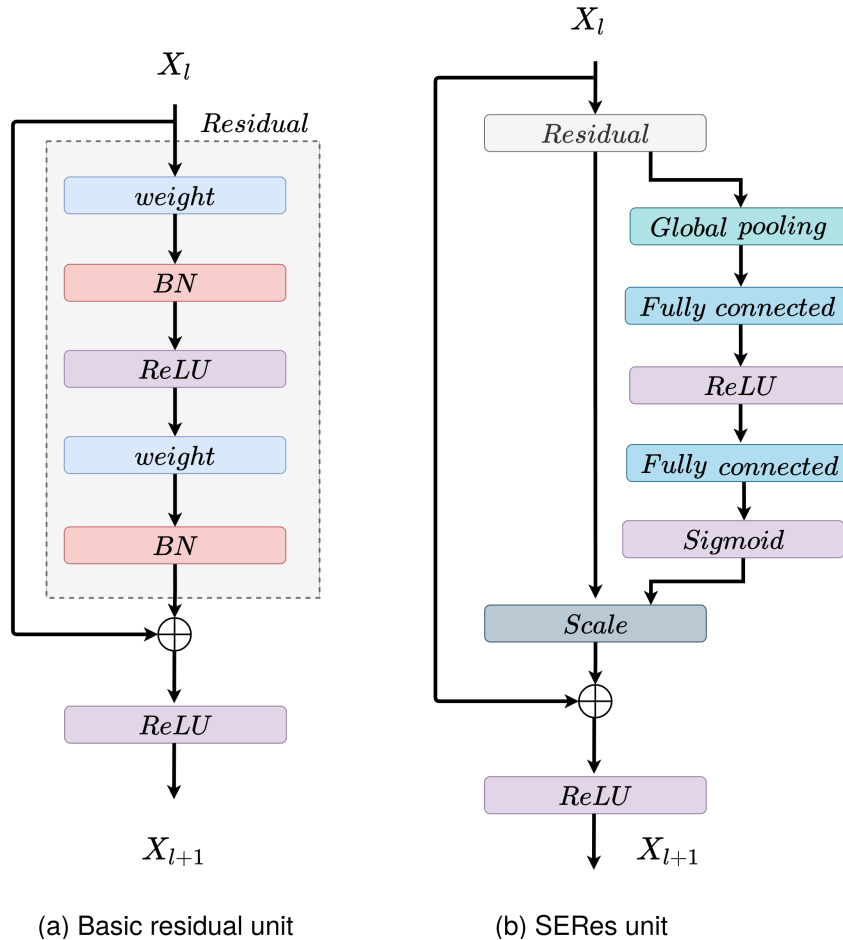 X_l
Residual
weight
BN
ReLU
weight
BN
ReLU
X_{l+1}
(a) Basic residual unit
X_l
Residual
Global pooling
Fully connected
ReLU
Fully connected
Sigmoid
Scale
ReLU
X_{l+1}
(b) SERes unit